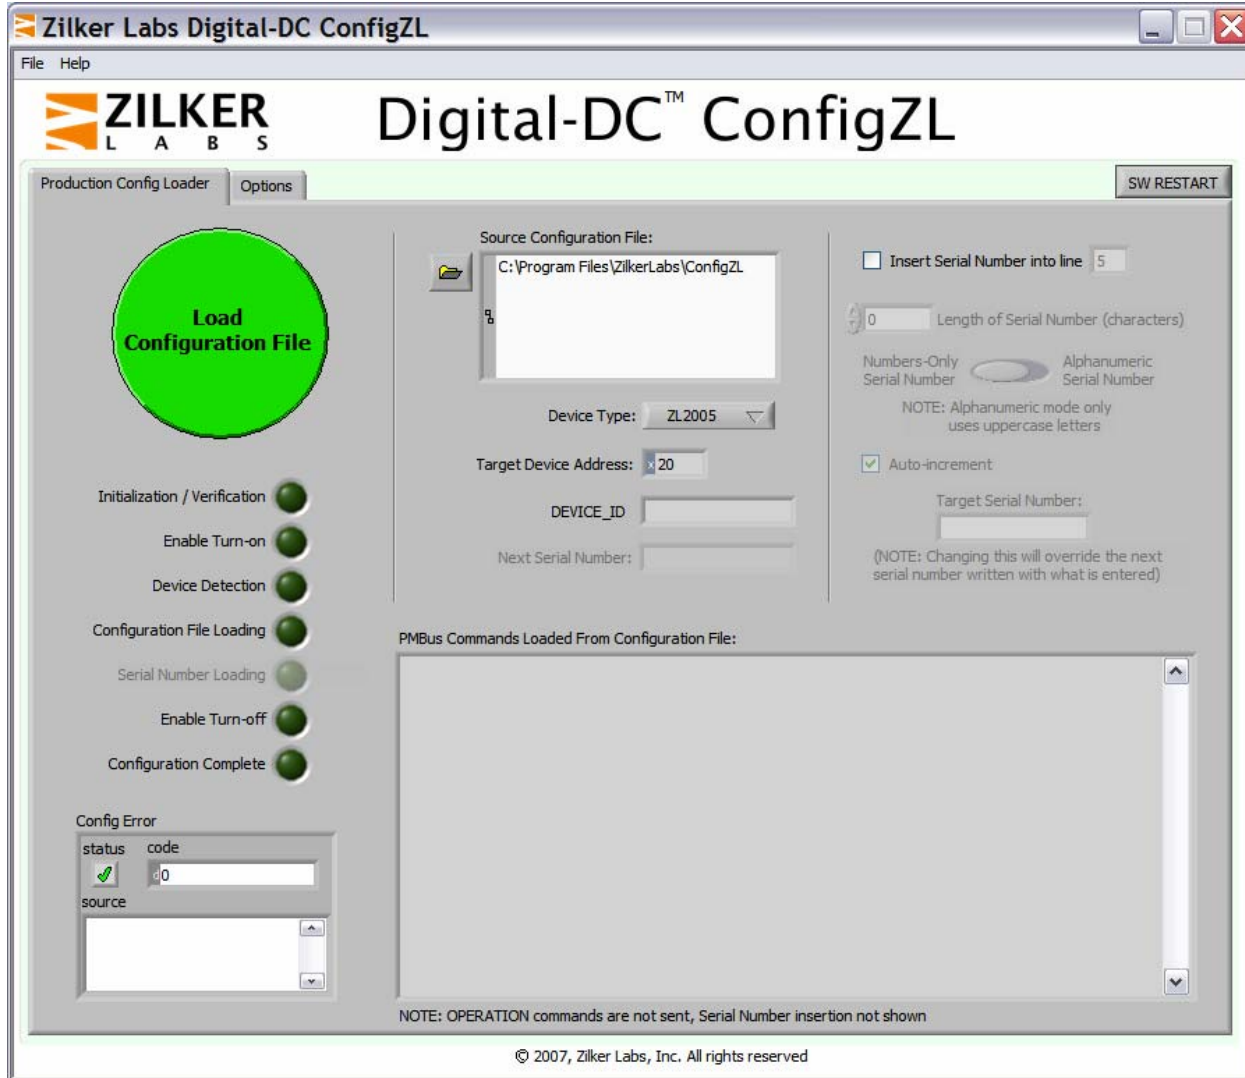 Zilker Labs Digital-DC ConfigZL
File Help
ZILKER
LABS
Digital-DC™ ConfigZL
Production Config Loader
Options
SW RESTART
Load
Configuration File
Initialization / Verification
Enable Turn-on
Device Detection
Configuration File Loading
Serial Number Loading
Enable Turn-off
Configuration Complete
Config Error
status code
d0
source
Source Configuration File:
C:\Program Files\ZilkerLabs\ConfigZL
Device Type: ZL2005
Target Device Address: x20
DEVICE_ID
Next Serial Number:
Insert Serial Number into line 5
0 Length of Serial Number (characters)
Numbers-Only
Serial Number
Alphanumeric
Serial Number
NOTE: Alphanumeric mode only
uses uppercase letters
Auto-increment
Target Serial Number:
(NOTE: Changing this will override the next
serial number written with what is entered)
PMBus Commands Loaded From Configuration File:
NOTE: OPERATION commands are not sent, Serial Number insertion not shown
© 2007, Zilker Labs, Inc. All rights reserved